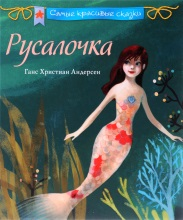 Самые красивые сказки
Русалочка
Ганс Христиан Андерсен